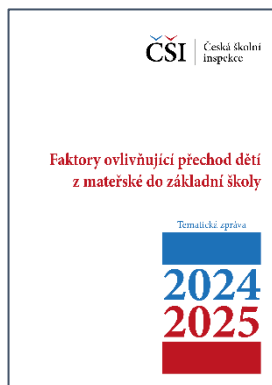 ČŠI
Česká školní
inspekce
Faktory ovlivňující přechod dětí
z mateřské do základní školy
Tematická zpráva
2024
2025